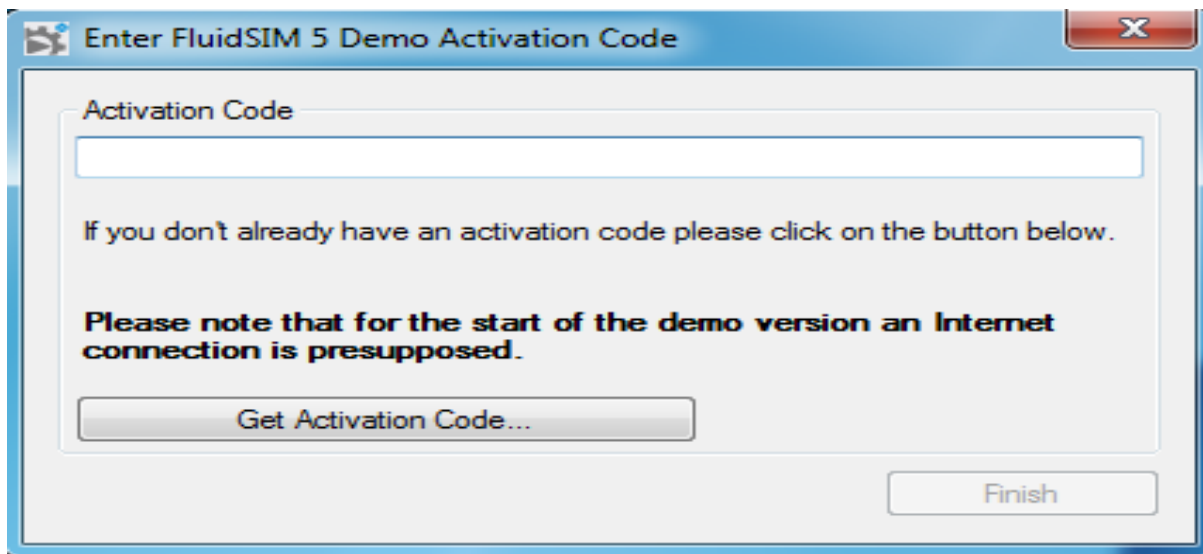 Enter FluidSIM 5 Demo Activation Code
Activation Code
If you don't already have an activation code please click on the button below.
Please note that for the start of the demo version an Internet
connection is presupposed.
Get Activation Code...
Finish